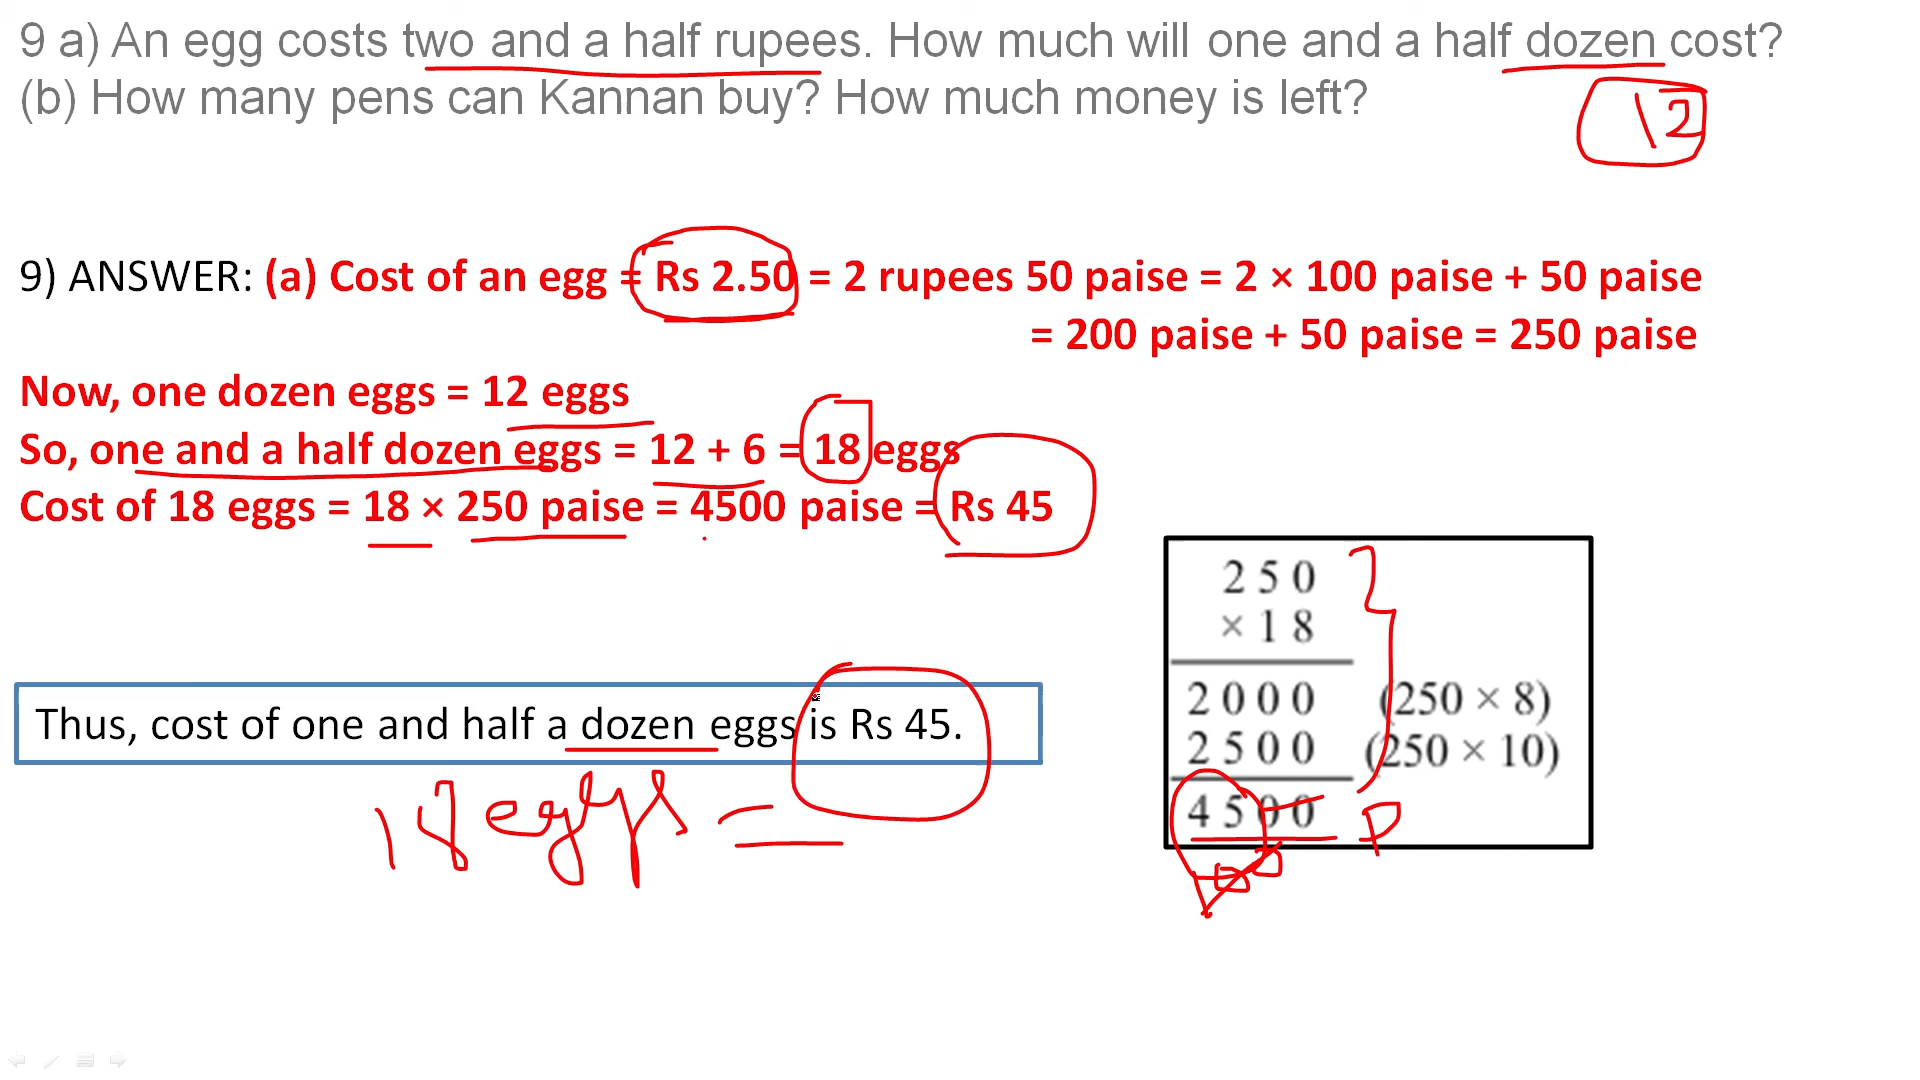 9 a) An egg costs two and a half rupees. How much will one and a half dozen cost?
(b) How many pens can Kannan buy? How much money is left?
12
9) ANSWER: (a) Cost of an egg = Rs 2.50 = 2 rupees 50 paise = 2 × 100 paise + 50 paise
= 200 paise + 50 paise = 250 paise
Now, one dozen eggs = 12 eggs
So, one and a half dozen eggs = 12 + 6 = 18 eggs
Cost of 18 eggs = 18 × 250 paise = 4500 paise = Rs 45
250
× 18
2000 (250 × 8)
2500 (250 × 10)
4500 P
100
Thus, cost of one and half a dozen eggs is Rs 45.
18 eggs =